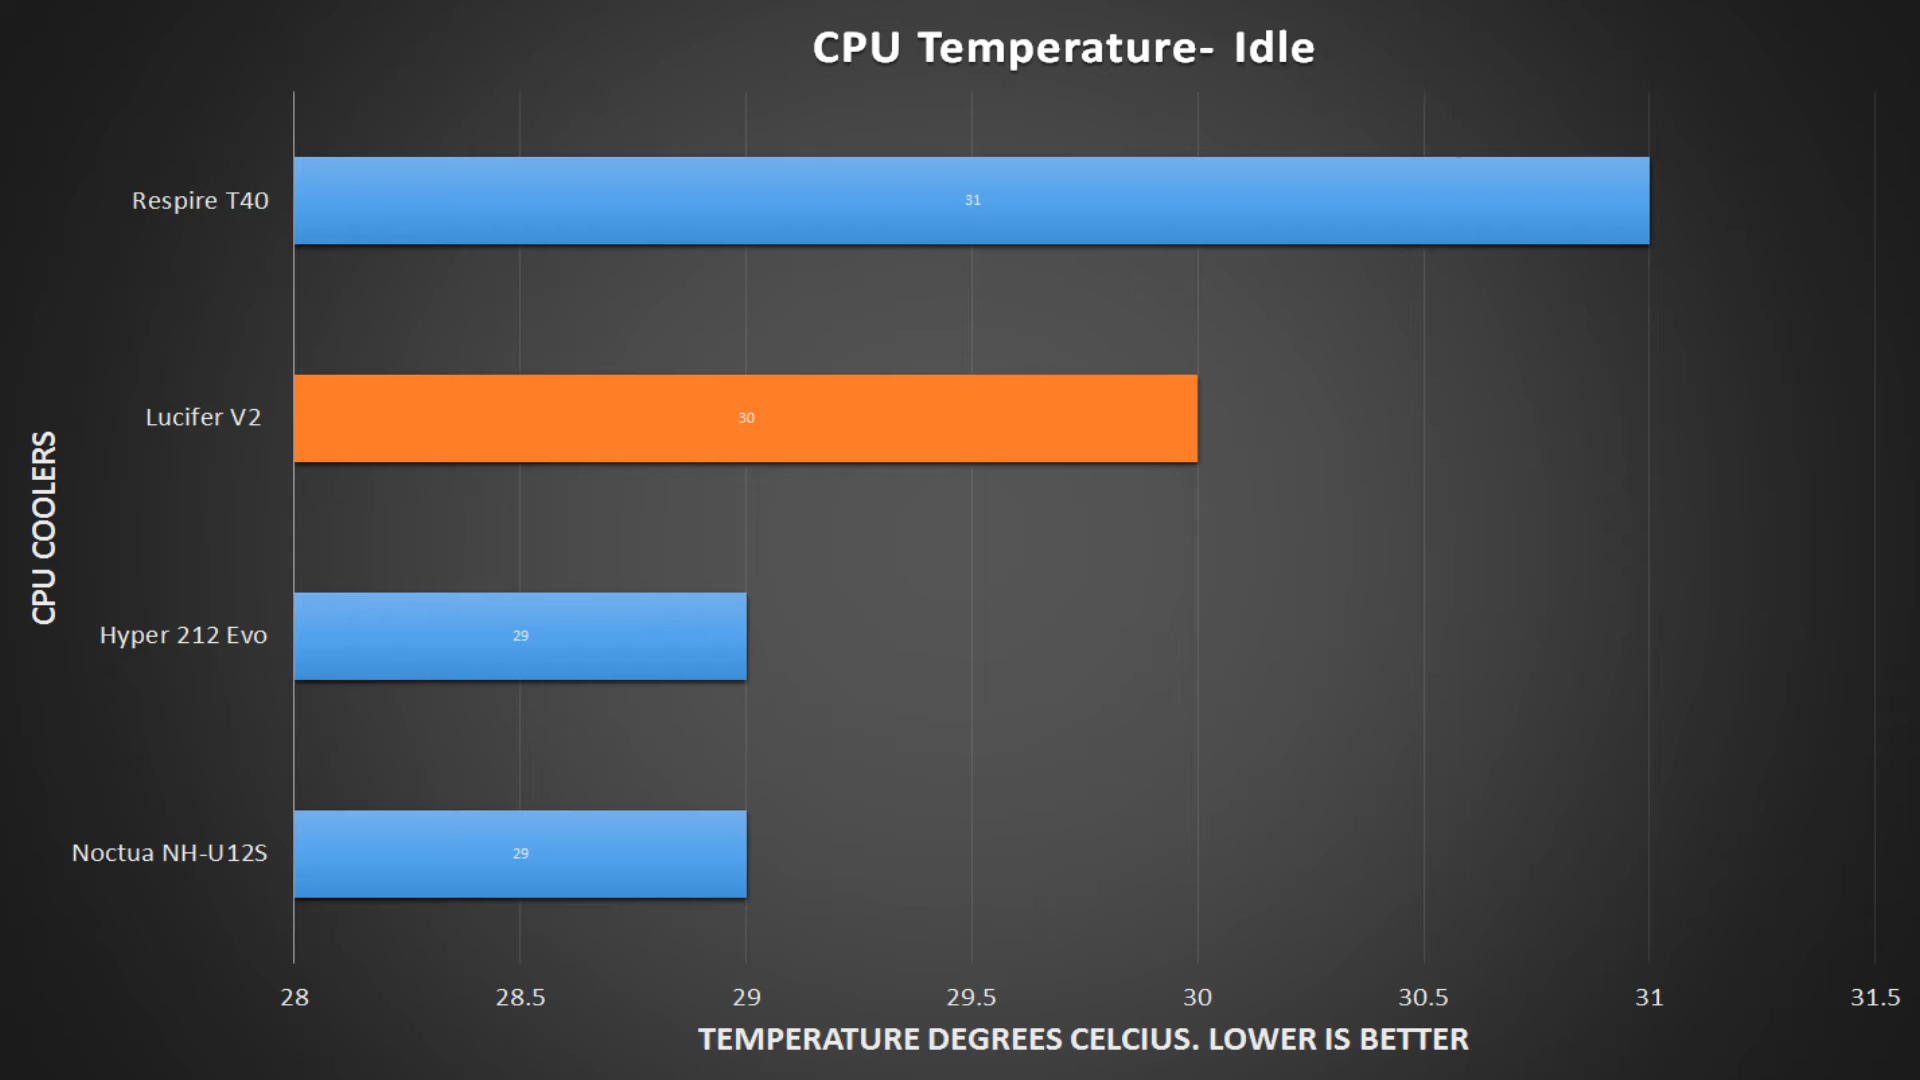 CPU Temperature- Idle
Respire T40
31
Lucifer V2
30
CPU COOLERS
Hyper 212 Evo
29
Noctua NH-U12S
29
28 28.5 29 29.5 30 30.5 31 31.5
TEMPERATURE DEGREES CELCIUS. LOWER IS BETTER